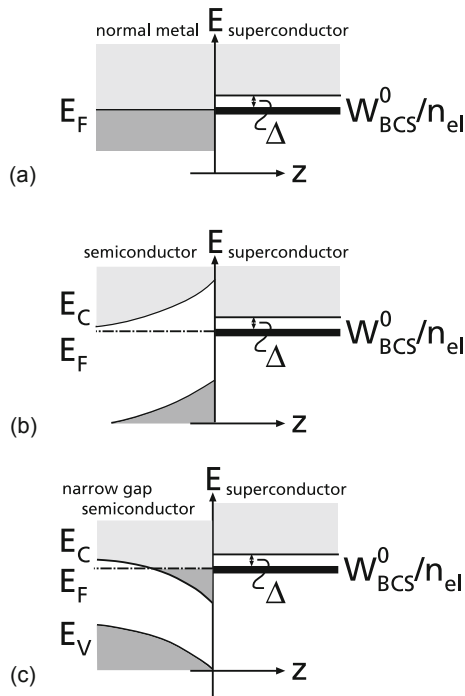 E
normal metal superconductor
E_F
W^0_BCS/n_el
Δ
(a)
z
E
semiconductor superconductor
E_C
E_F
W^0_BCS/n_el
Δ
(b)
z
narrow gap E
semiconductor superconductor
E_C
E_F
W^0_BCS/n_el
Δ
E_V
(c)
z